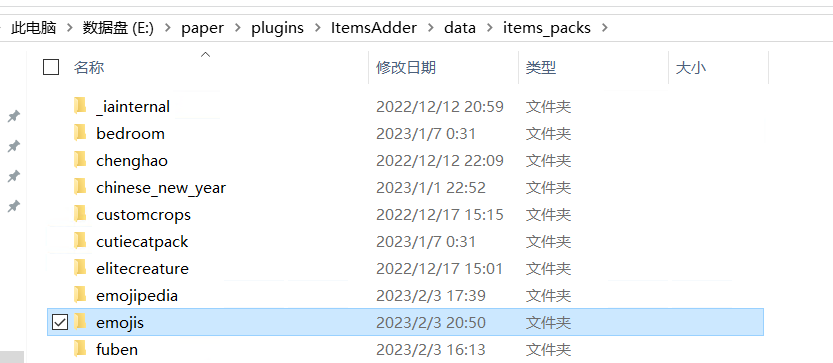 此电脑 > 数据盘 (E:) > paper > plugins > ItemsAdder > data > items_packs >
名称 修改日期 类型 大小
_iainternal 2022/12/12 20:59 文件夹
bedroom 2023/1/7 0:31 文件夹
chenghao 2022/12/12 22:09 文件夹
chinese_new_year 2023/1/1 22:52 文件夹
customcrops 2022/12/17 15:15 文件夹
cutiecatpack 2023/1/7 0:31 文件夹
elitecreature 2022/12/17 15:01 文件夹
emojipedia 2023/2/3 17:39 文件夹
emojis 2023/2/3 20:50 文件夹
fuben 2023/2/3 16:13 文件夹